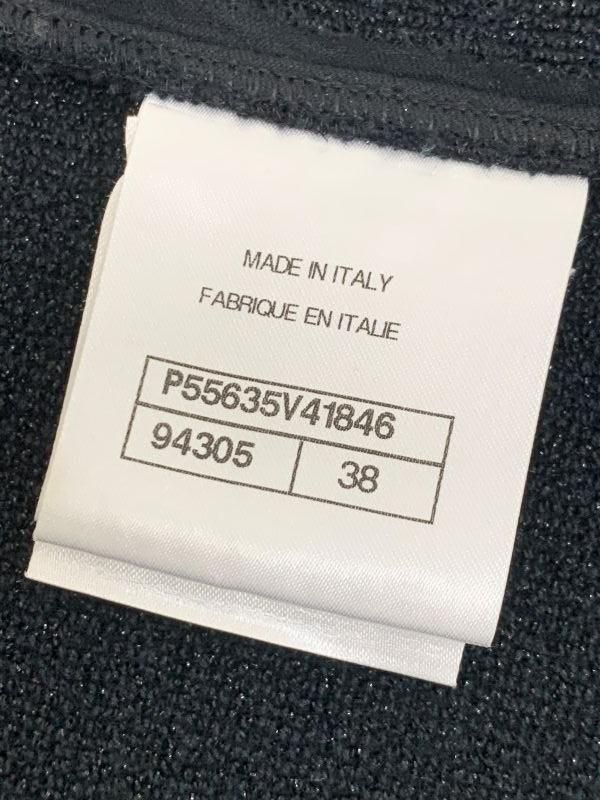 MADE IN ITALY
FABRIQUE EN ITALIE
P55635V41846
94305 38